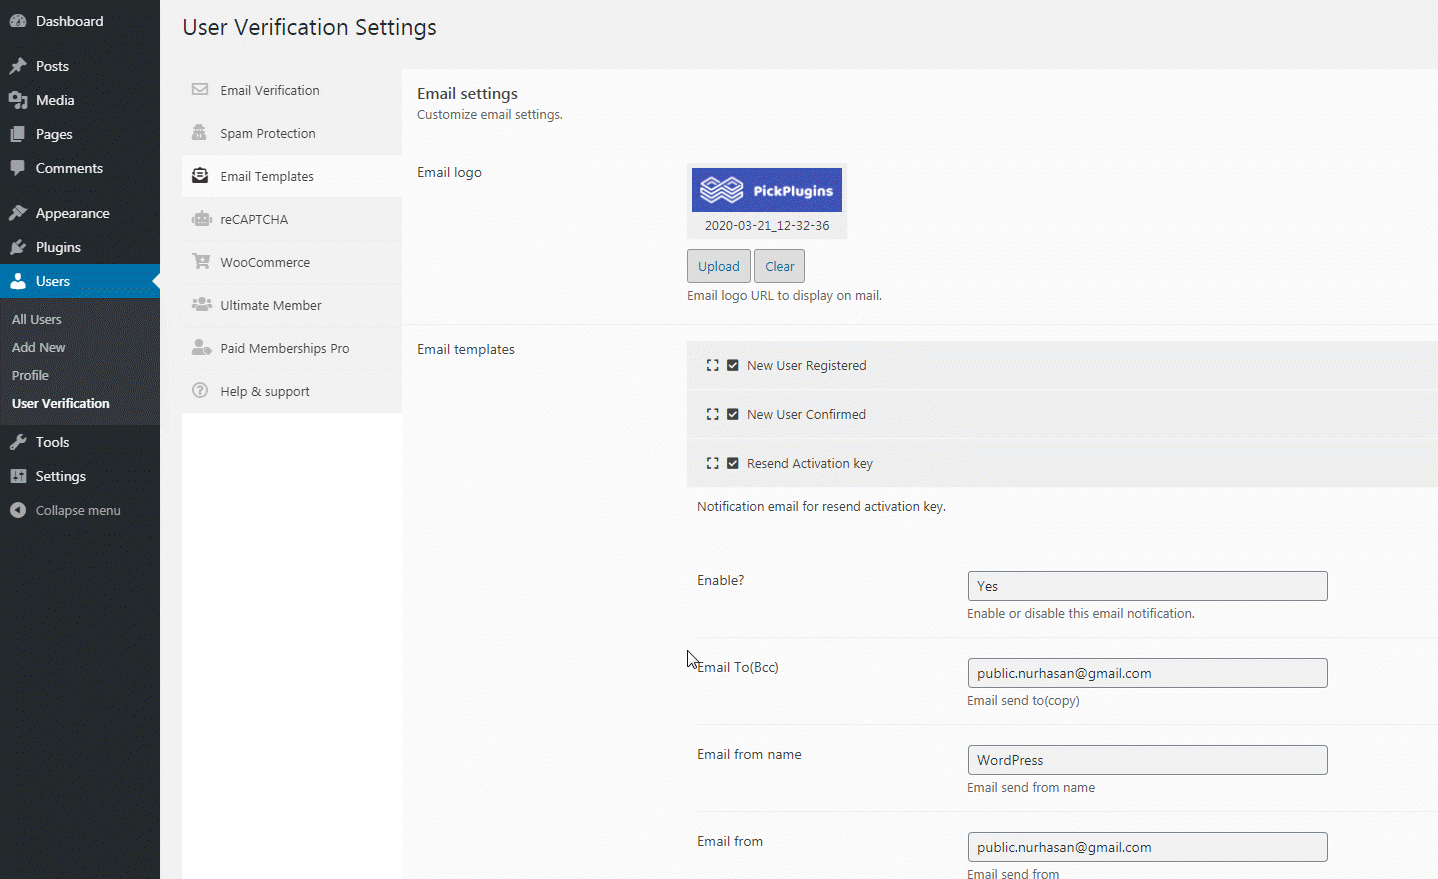 Dashboard
Posts
Media
Pages
Comments
Appearance
Plugins
Users
All Users
Add New
Profile
User Verification
Tools
Settings
Collapse menu
User Verification Settings
Email Verification
Spam Protection
Email Templates
reCAPTCHA
WooCommerce
Ultimate Member
Paid Memberships Pro
Help & support
Email settings
Customize email settings.
Email logo
PickPlugins
2020-03-21_12-32-36
Upload Clear
Email logo URL to display on mail.
Email templates
New User Registered
New User Confirmed
Resend Activation key
Notification email for resend activation key.
Enable?
Yes
Enable or disable this email notification.
Email To(Bcc)
public.nurhasan@gmail.com
Email send to(copy)
Email from name
WordPress
Email send from name
Email from
public.nurhasan@gmail.com
Email send from